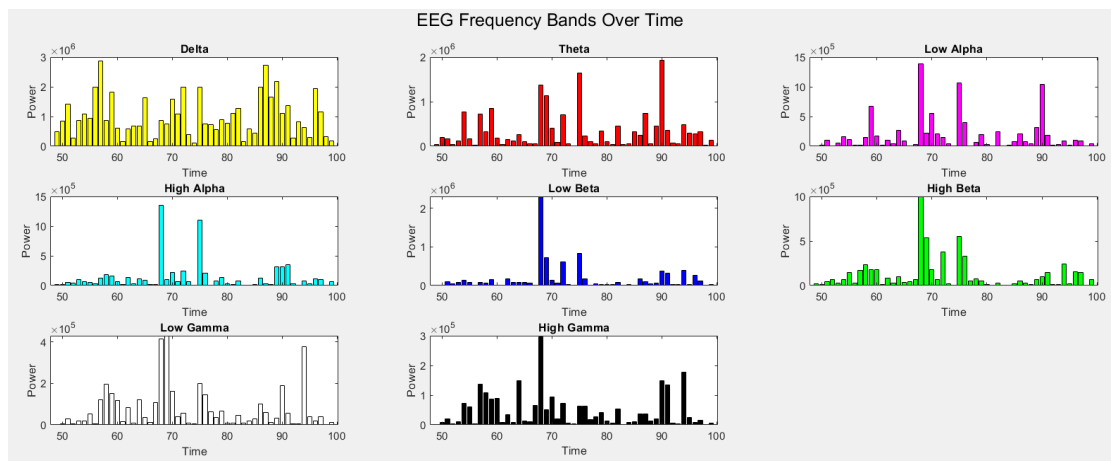 EEG Frequency Bands Over Time
Delta
×10^6
3
2
1
0
Power
50 60 70 80 90 100
Time
Theta
×10^6
2
1
0
Power
50 60 70 80 90 100
Time
Low Alpha
×10^5
15
10
5
0
Power
50 60 70 80 90 100
Time
High Alpha
×10^5
15
10
5
0
Power
50 60 70 80 90 100
Time
Low Beta
×10^6
2
1
0
Power
50 60 70 80 90 100
Time
High Beta
×10^5
10
5
0
Power
50 60 70 80 90 100
Time
Low Gamma
×10^5
4
2
0
Power
50 60 70 80 90 100
Time
High Gamma
×10^5
3
2
1
0
Power
50 60 70 80 90 100
Time